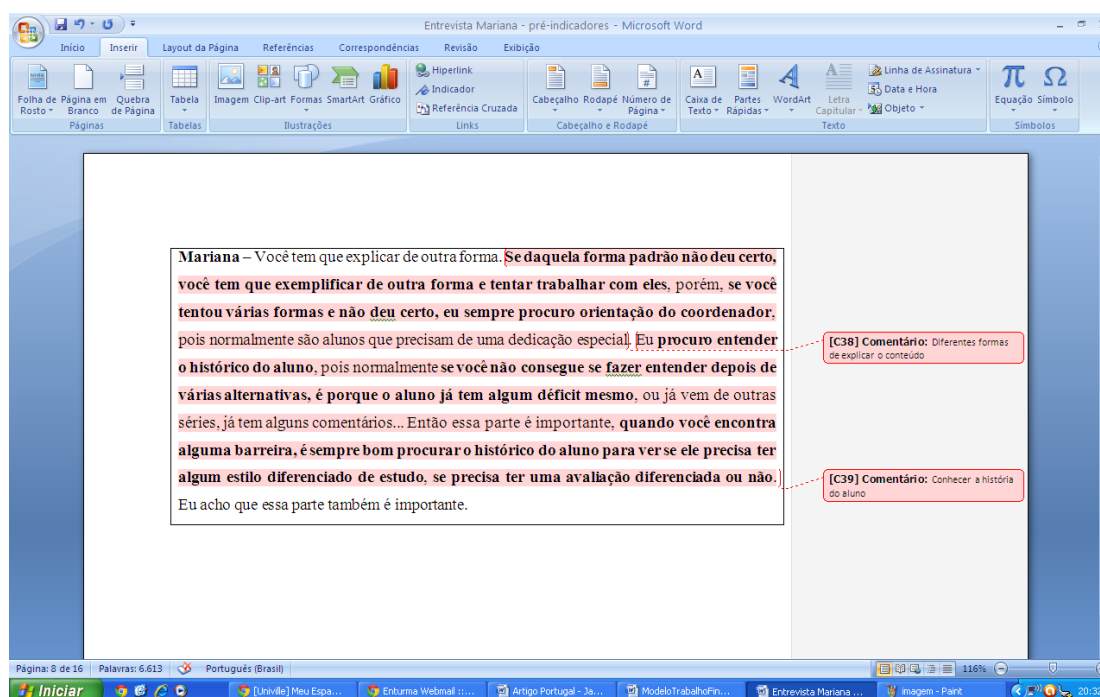 Entrevista Mariana - pré-indicadores - Microsoft Word
Início Inserir Layout da Página Referências Correspondências Revisão Exibição
Folha de Rosto Página em Branco Quebra de Página
Páginas
Tabela
Tabelas
Imagem Clip-art Formas SmartArt Gráfico
Ilustrações
Hiperlink
Indicador
Referência Cruzada
Links
Cabeçalho Rodapé Número de Página
Cabeçalho e Rodapé
Caixa de Texto Partes Rápidas WordArt Letra Capitular
Linha de Assinatura
Data e Hora
Objeto
Texto
Equação Símbolo
Símbolos
Mariana – Você tem que explicar de outra forma. Se daquela forma padrão não deu certo,
você tem que exemplificar de outra forma e tentar trabalhar com eles, porém, se você
tentou várias formas e não deu certo, eu sempre procuro orientação do coordenador,
pois normalmente são alunos que precisam de uma dedicação especial. Eu procuro entender
o histórico do aluno, pois normalmente se você não consegue se fazer entender depois de
várias alternativas, é porque o aluno já tem algum déficit mesmo, ou já vem de outras
séries, já tem alguns comentários... Então essa parte é importante, quando você encontra
alguma barreira, é sempre bom procurar o histórico do aluno para ver se ele precisa ter
algum estilo diferenciado de estudo, se precisa ter uma avaliação diferenciada ou não.
Eu acho que essa parte também é importante.
[C38] Comentário: Diferentes formas
de explicar o conteúdo
[C39] Comentário: Conhecer a história
do aluno
Página: 8 de 16 Palavras: 6.613 Português (Brasil) 116%
Iniciar [Univille] Meu Espa... Enturma Webmail ::... Artigo Portugal - Ja... ModeloTrabalhoFin... Entrevista Mariana ... imagem - Paint 20:32